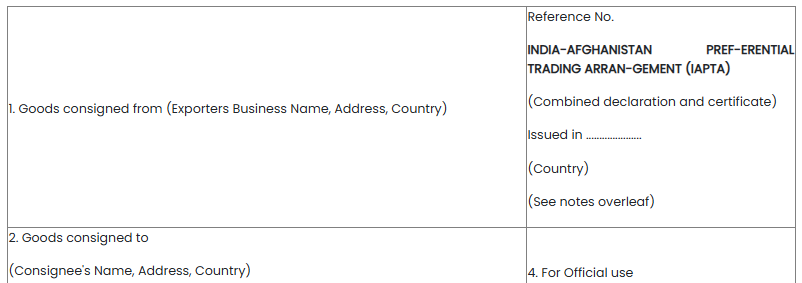 1. Goods consigned from (Exporters Business Name, Address, Country)
Reference No.
INDIA-AFGHANISTAN PREF-ERENTIAL
TRADING ARRAN-GEMENT (IAPTA)
(Combined declaration and certificate)
Issued in .....................
(Country)
(See notes overleaf)
2. Goods consigned to
(Consignee's Name, Address, Country)
4. For Official use